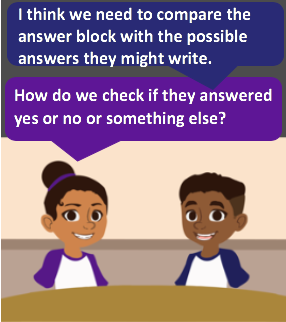 I think we need to compare the
answer block with the possible
answers they might write.
How do we check if they answered
yes or no or something else?